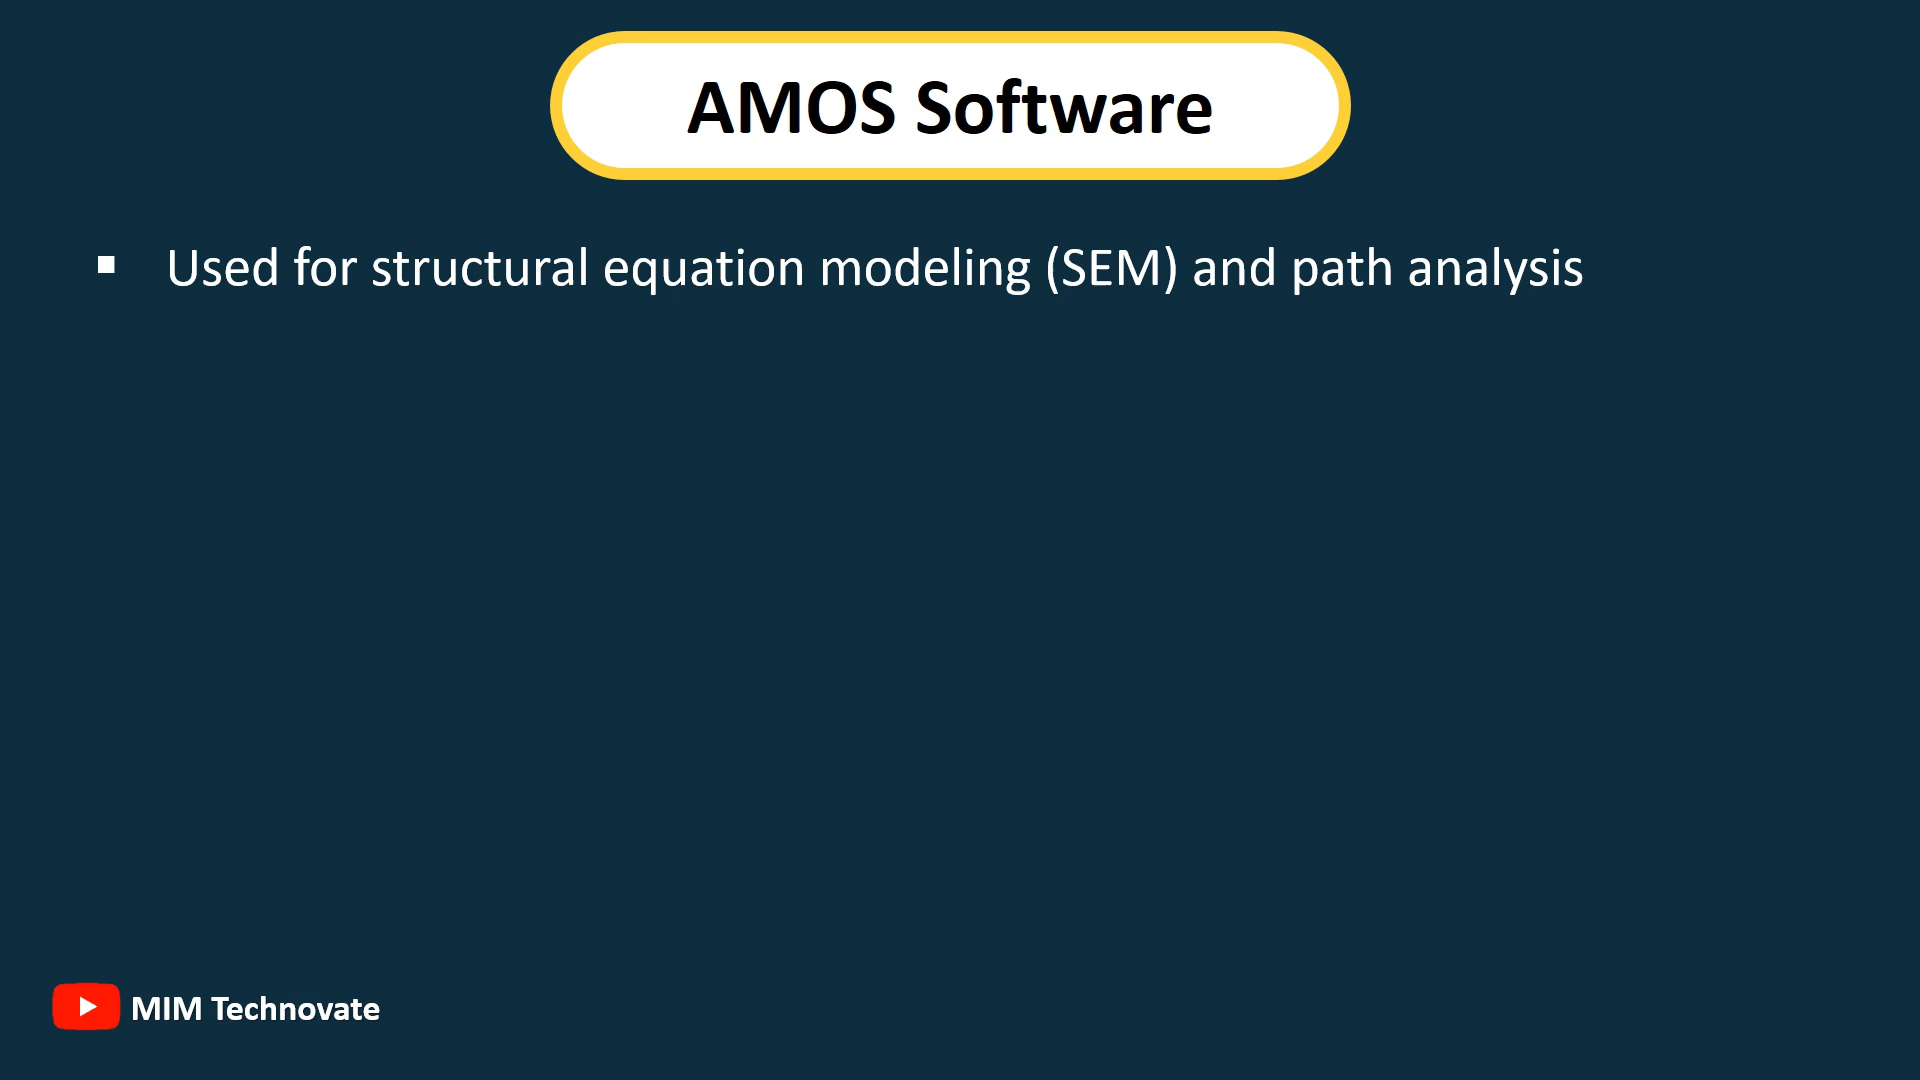 AMOS Software
▪ Used for structural equation modeling (SEM) and path analysis
MIM Technovate